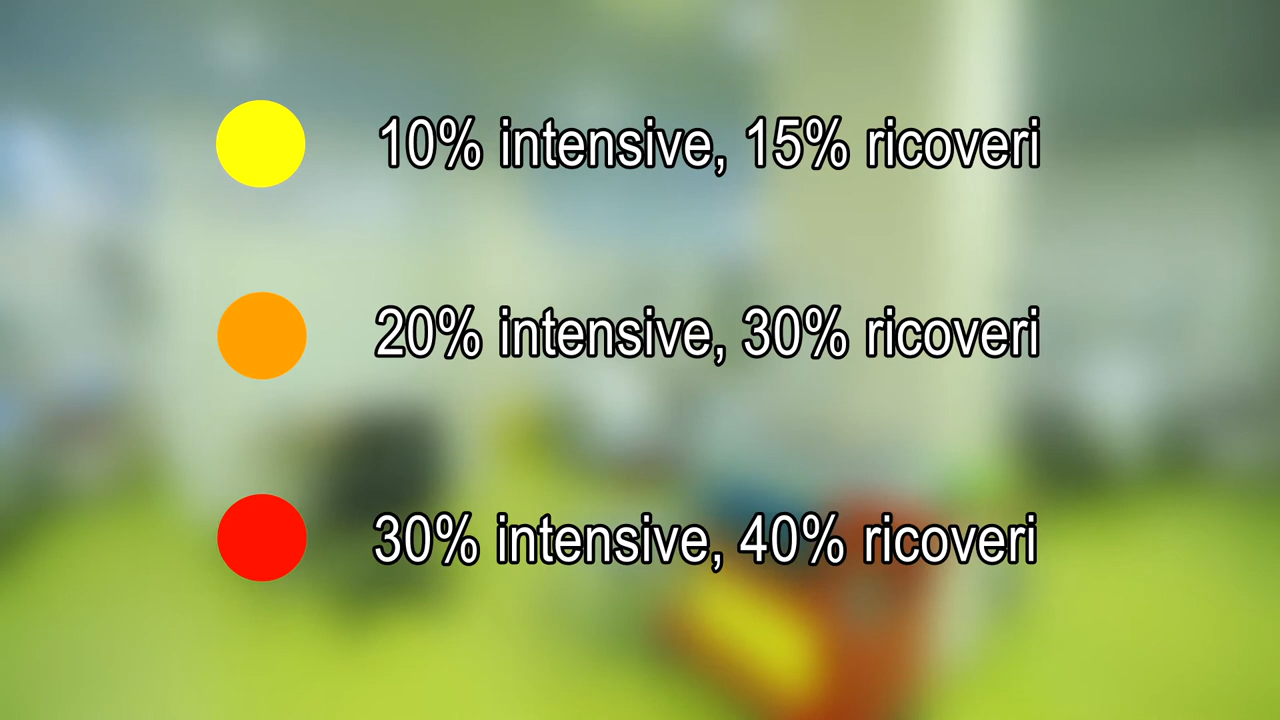 10% intensive, 15% ricoveri
20% intensive, 30% ricoveri
30% intensive, 40% ricoveri